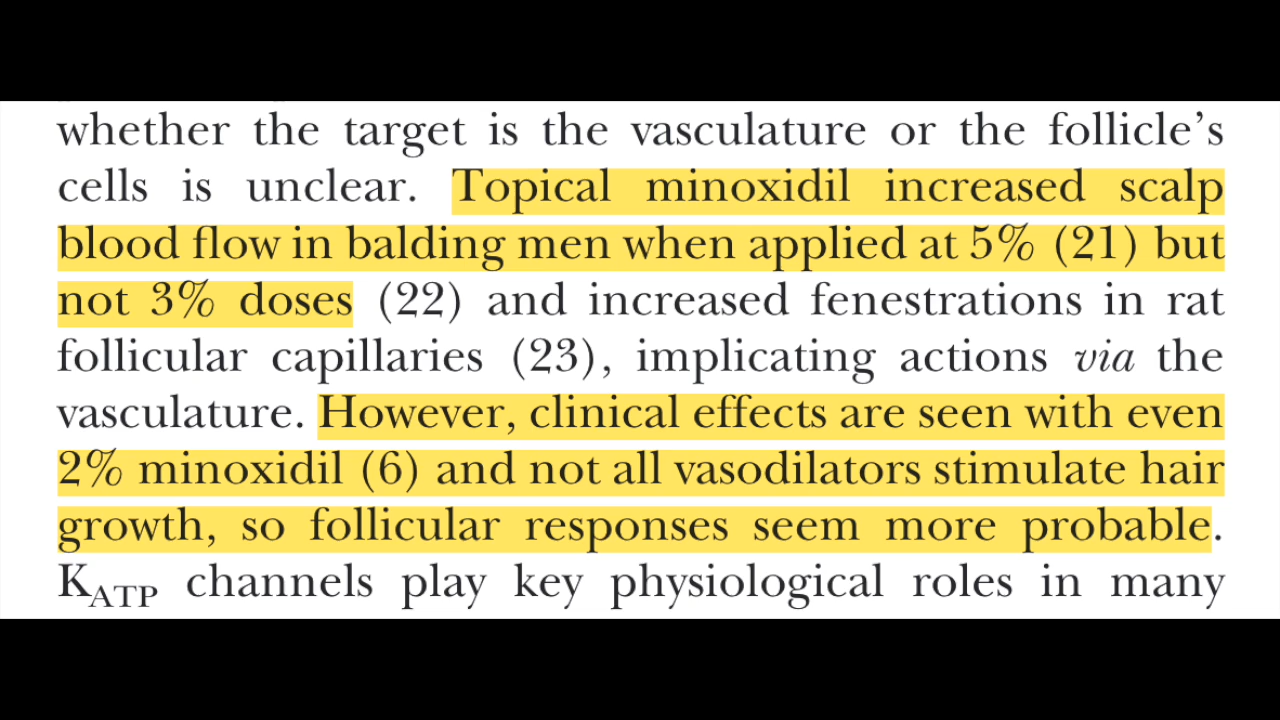 whether the target is the vasculature or the follicle's
cells is unclear. Topical minoxidil increased scalp
blood flow in balding men when applied at 5% (21) but
not 3% doses (22) and increased fenestrations in rat
follicular capillaries (23), implicating actions via the
vasculature. However, clinical effects are seen with even
2% minoxidil (6) and not all vasodilators stimulate hair
growth, so follicular responses seem more probable.
KATP channels play key physiological roles in many